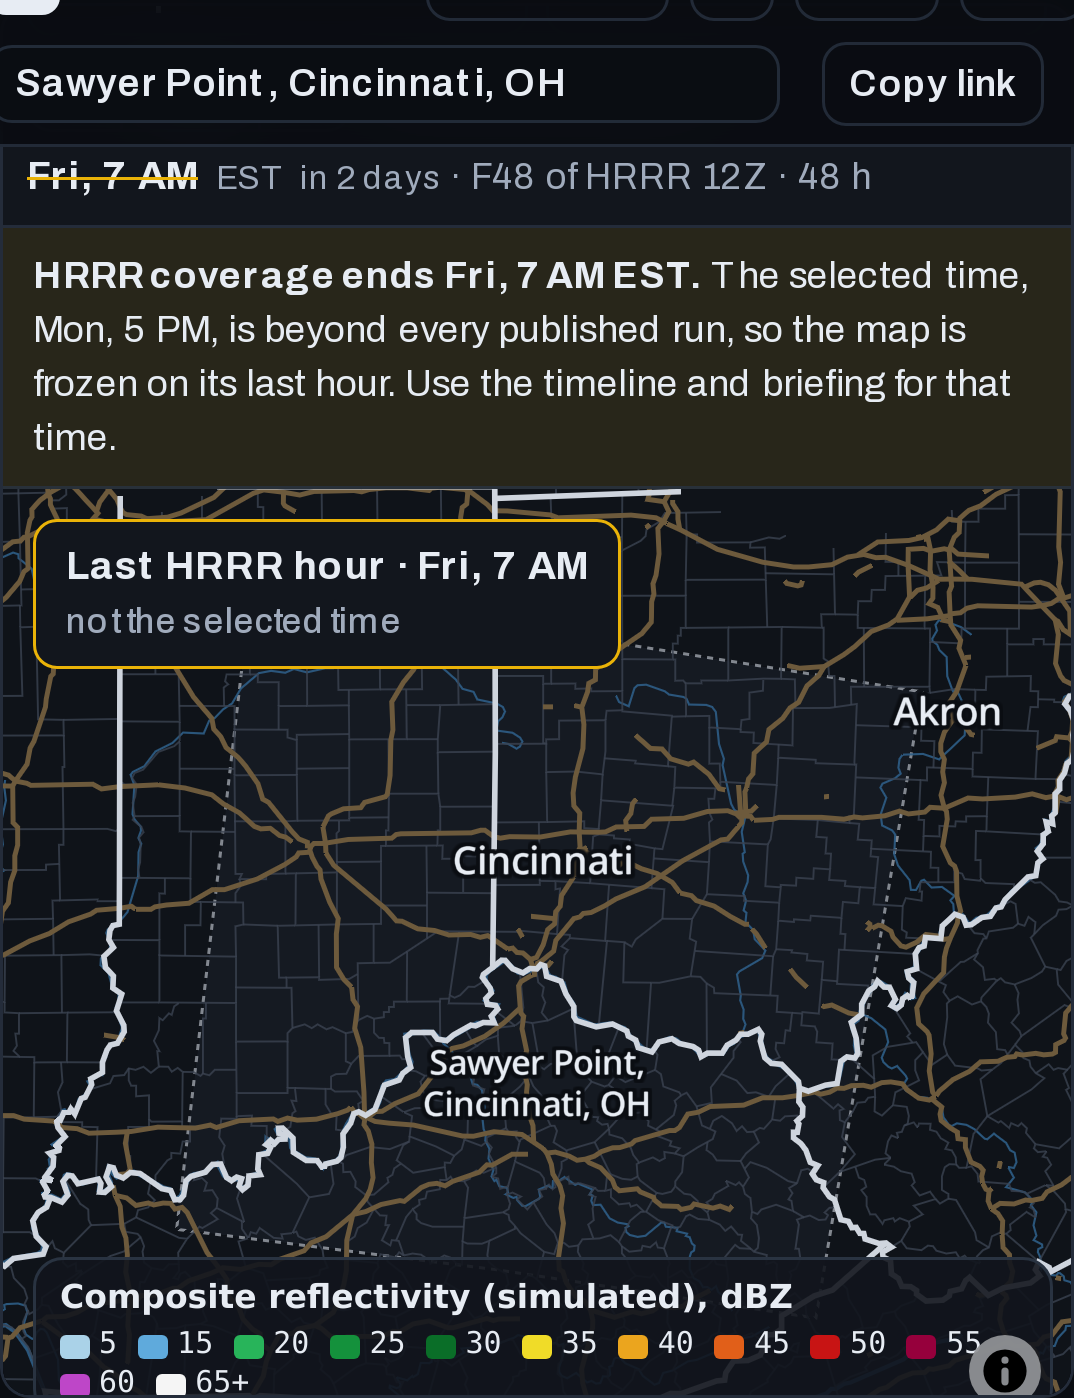 Sawyer Point, Cincinnati, OH
Copy link
Fri, 7 AM EST in 2 days · F48 of HRRR 12Z · 48 h
HRRR coverage ends Fri, 7 AM EST. The selected time,
Mon, 5 PM, is beyond every published run, so the map is
frozen on its last hour. Use the timeline and briefing for that
time.
Last HRRR hour · Fri, 7 AM
not the selected time
Akron
Cincinnati
Sawyer Point,
Cincinnati, OH
Composite reflectivity (simulated), dBZ
5 15 20 25 30 35 40 45 50 55
60 65+